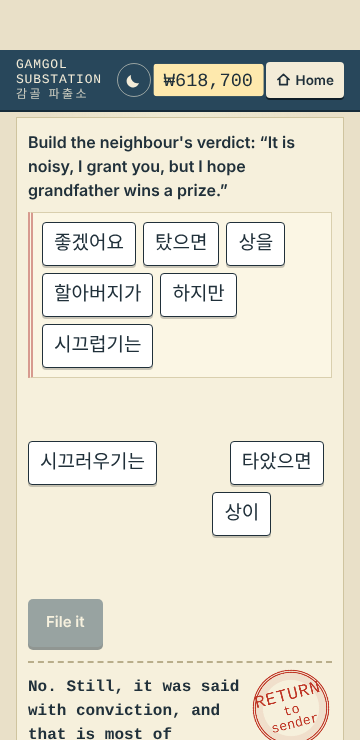 GAMGOL
SUBSTATION
감골 파출소
₩618,700
Home
Build the neighbour's verdict: “It is
noisy, I grant you, but I hope
grandfather wins a prize.”
좋겠어요 탔으면 상을
할아버지가 하지만
시끄럽기는
시끄러우기는 타았으면
상이
File it
No. Still, it was said
with conviction, and
that is most of
RETURN
to
sender